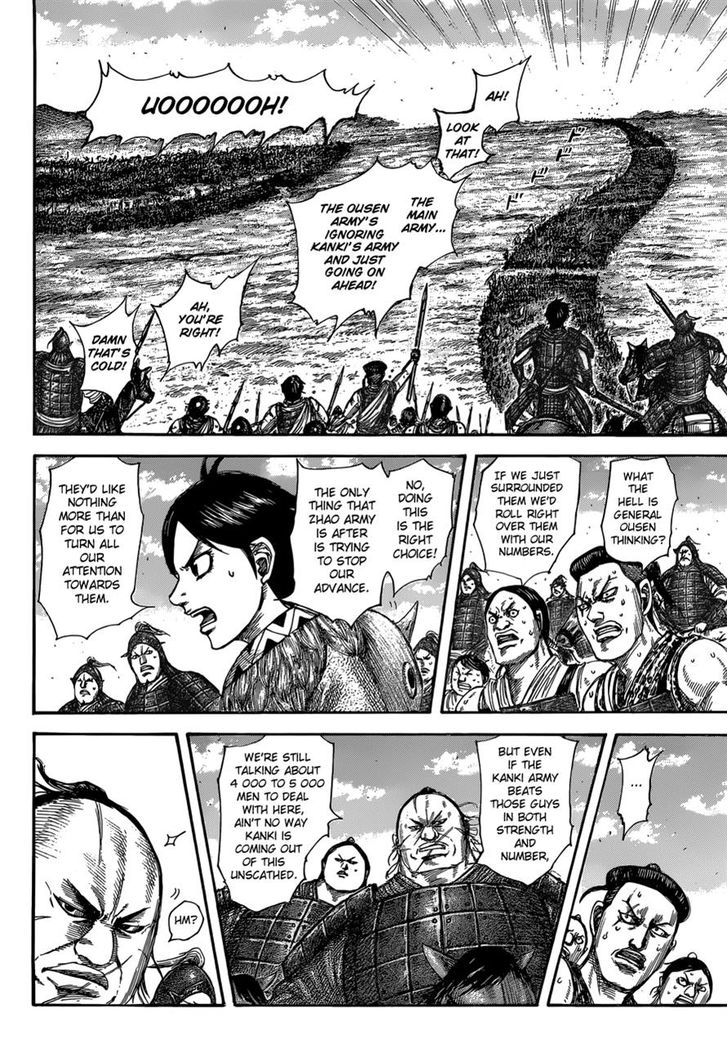 AH!
LOOK
AT
THAT!
UOOOOOOH!
ド
ド
ド
THE
MAIN
ARMY...
THE OUSEN
ARMY'S
IGNORING
KANKI'S ARMY
AND JUST
GOING ON
AHEAD!
AH,
YOU'RE
RIGHT!
DAMN
THAT'S
COLD!
WHAT
THE
HELL IS
GENERAL
OUSEN
THINKING?
IF WE JUST
SURROUNDED
THEM WE'D
ROLL RIGHT
OVER THEM
WITH OUR
NUMBERS.
NO,
DOING
THIS
IS THE
RIGHT
CHOICE!
THE ONLY
THING THAT
ZHAO ARMY
IS AFTER
IS TRYING
TO STOP
OUR
ADVANCE.
THEY'D LIKE
NOTHING
MORE THAN
FOR US TO
TURN ALL
OUR
ATTENTION
TOWARDS
THEM.
...
BUT EVEN
IF THE
KANKI ARMY
BEATS
THOSE GUYS
IN BOTH
STRENGTH
AND
NUMBER,
WE'RE STILL
TALKING ABOUT
4 000 TO 5 000
MEN TO DEAL
WITH HERE,
AIN'T NO WAY
KANKI IS
COMING OUT
OF THIS
UNSCATHED.
HM?